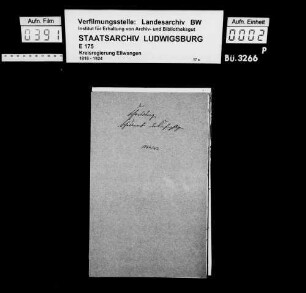 Aufn. Film
0391
Verfilmungsstelle: Landesarchiv BW
Institut für Erhaltung von Archiv- und Bibliotheksgut
STAATSARCHIV LUDWIGSBURG
E 175
Kreisregierung Ellwangen
1818 - 1924
Aufn. Einheit
0002
P
BÜ.3266